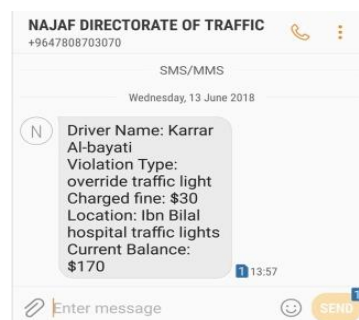 NAJAF DIRECTORATE OF TRAFFIC
+9647808703070
SMS/MMS
Wednesday, 13 June 2018
N
Driver Name: Karrar
Al-bayati
Violation Type:
override traffic light
Charged fine: $30
Location: Ibn Bilal
hospital traffic lights
Current Balance:
$170
1 13:57
Enter message
SEND
1